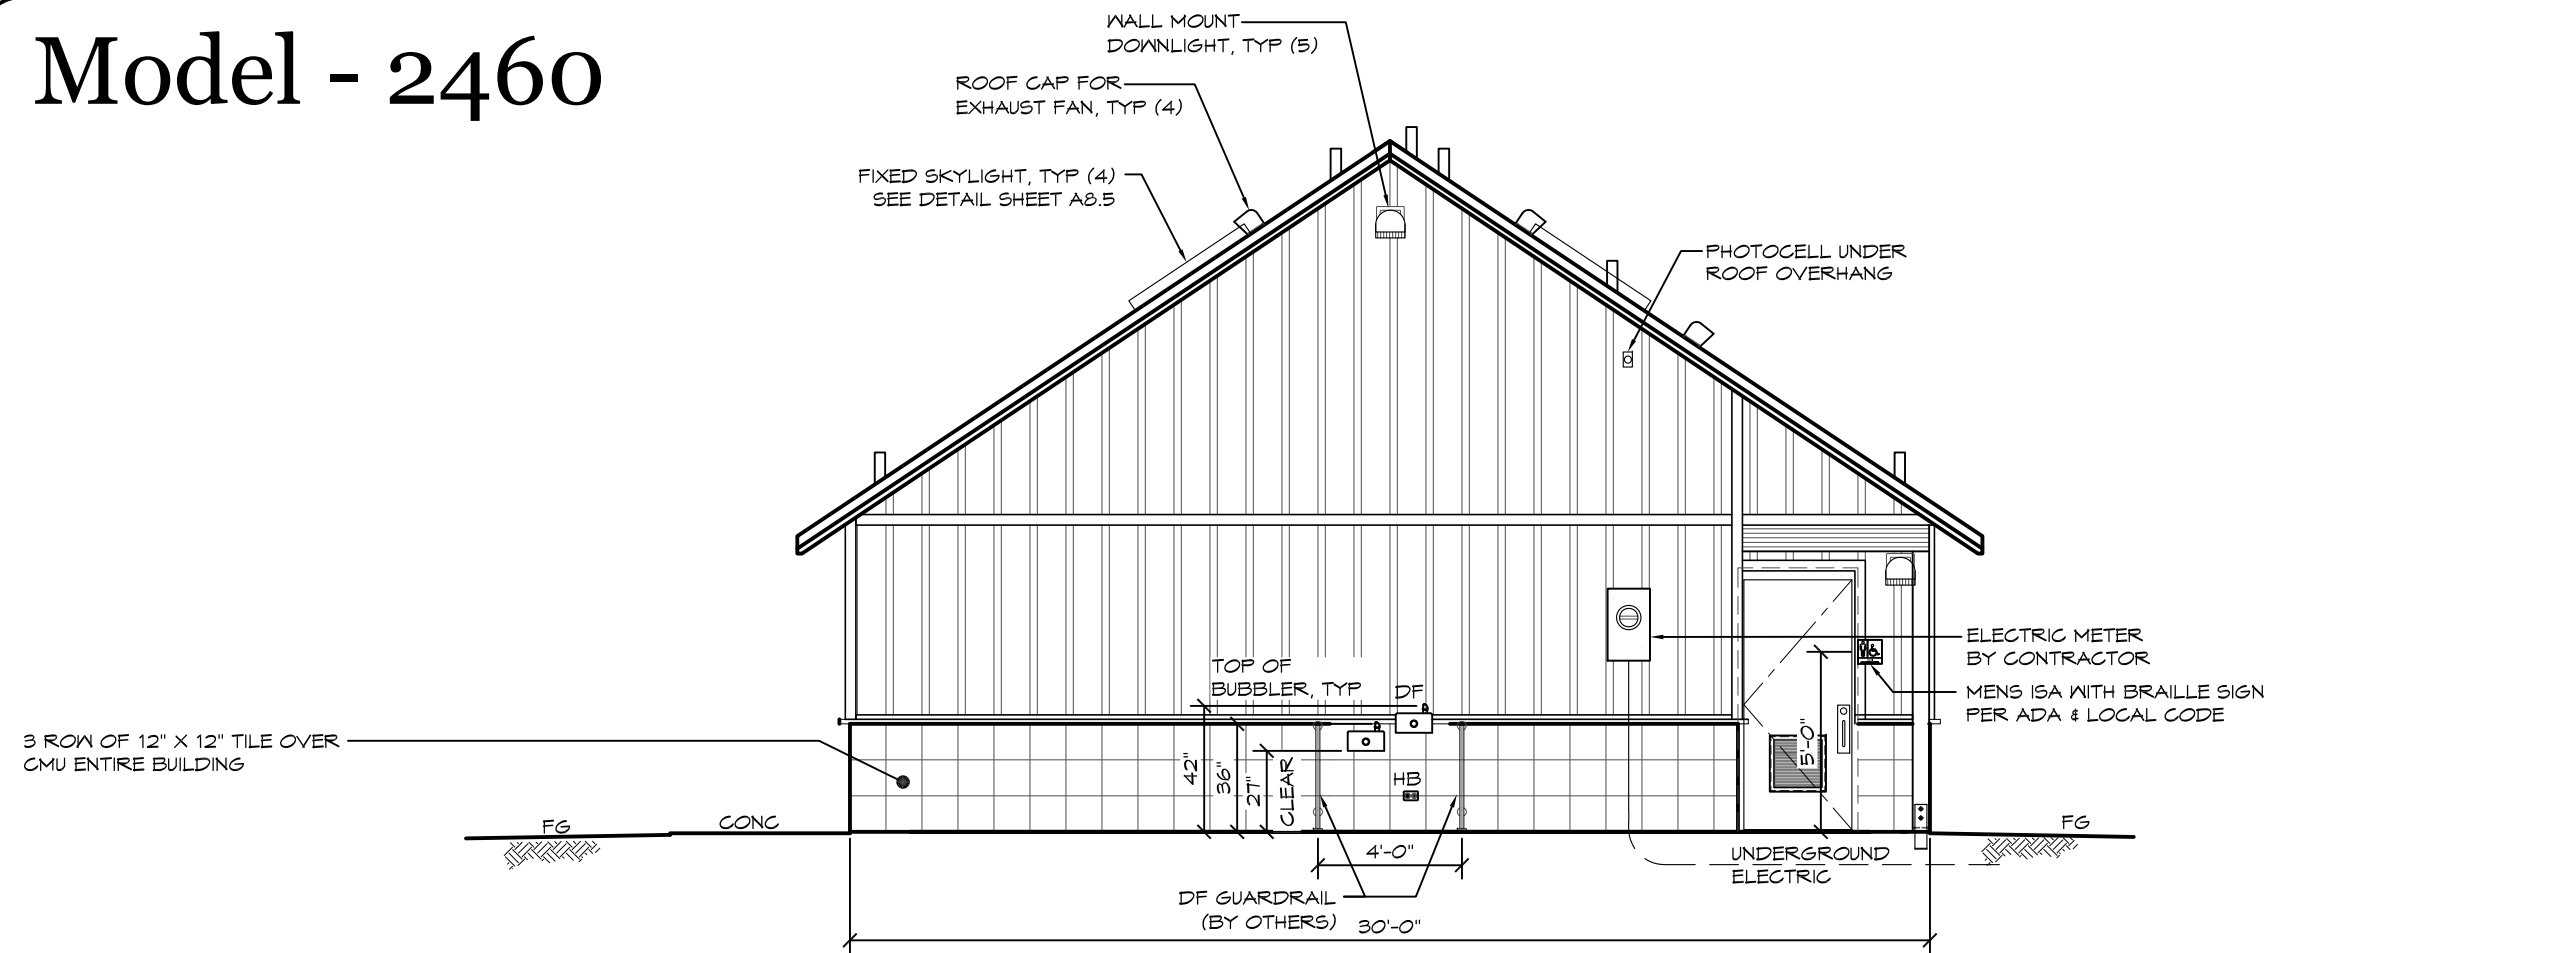 Model - 2460
WALL MOUNT
DOWNLIGHT, TYP (5)
ROOF CAP FOR
EXHAUST FAN, TYP (4)
FIXED SKYLIGHT, TYP (4)
SEE DETAIL SHEET A8.5
PHOTOCELL UNDER
ROOF OVERHANG
ELECTRIC METER
BY CONTRACTOR
MENS ISA WITH BRAILLE SIGN
PER ADA & LOCAL CODE
TOP OF
BUBBLER, TYP
DF
3 ROW OF 12" X 12" TILE OVER
CMU ENTIRE BUILDING
42"
36"
27"
CLEAR
HB
5'-0"
FG
CONC
FG
4'-0"
UNDERGROUND
ELECTRIC
DF GUARDRAIL
(BY OTHERS)
30'-0"